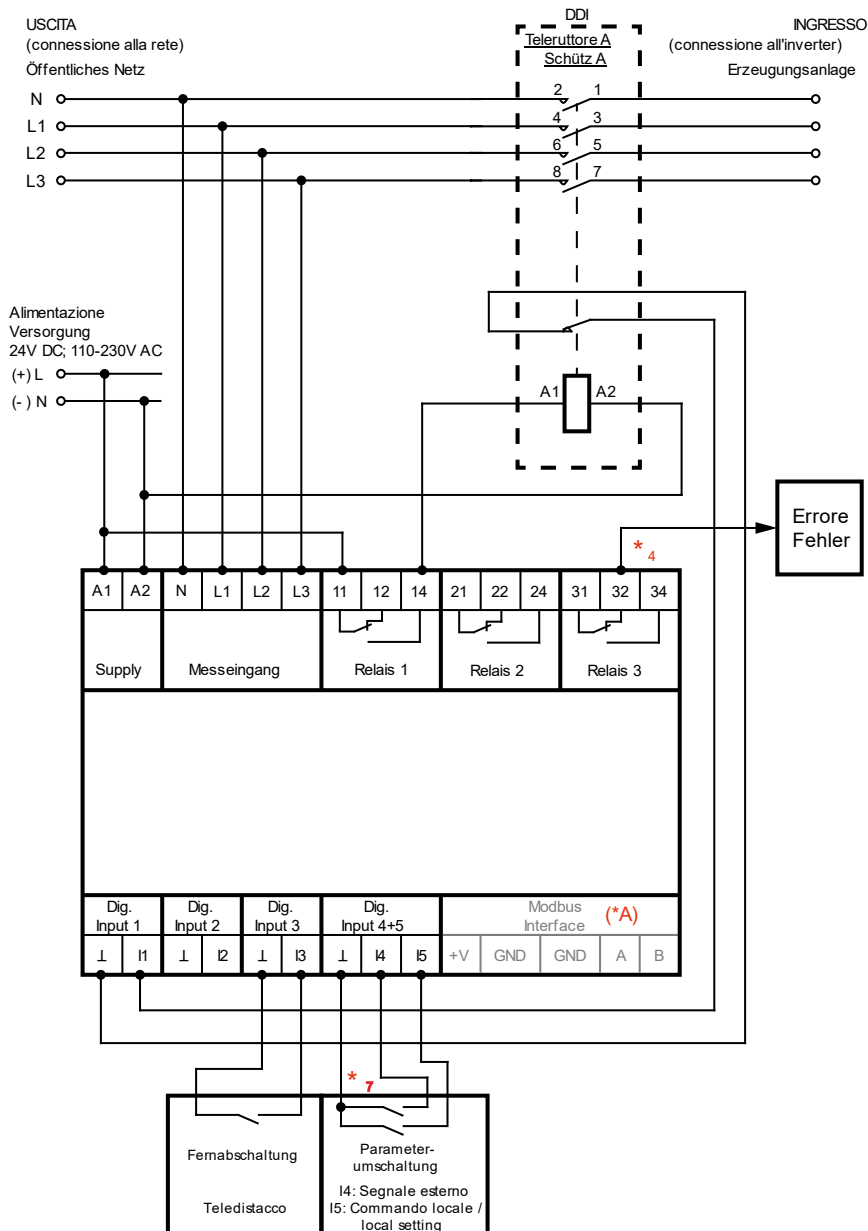 USCITA
(connessione alla rete)
Öffentliches Netz
DDI
Teleruttore A
Schütz A
INGRESSO
(connessione all'inverter)
Erzeugungsanlage
N
2 1
L1
4 3
L2
6 5
L3
8 7
Alimentazione
Versorgung
24V DC; 110-230V AC
(+) L
(-) N
A1 A2
Errore
Fehler
* 4
A1 A2 N L1 L2 L3 11 12 14 21 22 24 31 32 34
Supply Messeingang Relais 1 Relais 2 Relais 3
Dig.
Input 1
Dig.
Input 2
Dig.
Input 3
Dig.
Input 4+5
Modbus
Interface
(*A)
⊥ I1 ⊥ I2 ⊥ I3 ⊥ I4 I5 +V GND GND A B
* 7
Fernabschaltung
Teledistacco
Parameter-
umschaltung
I4: Segnale esterno
I5: Commando locale /
local setting